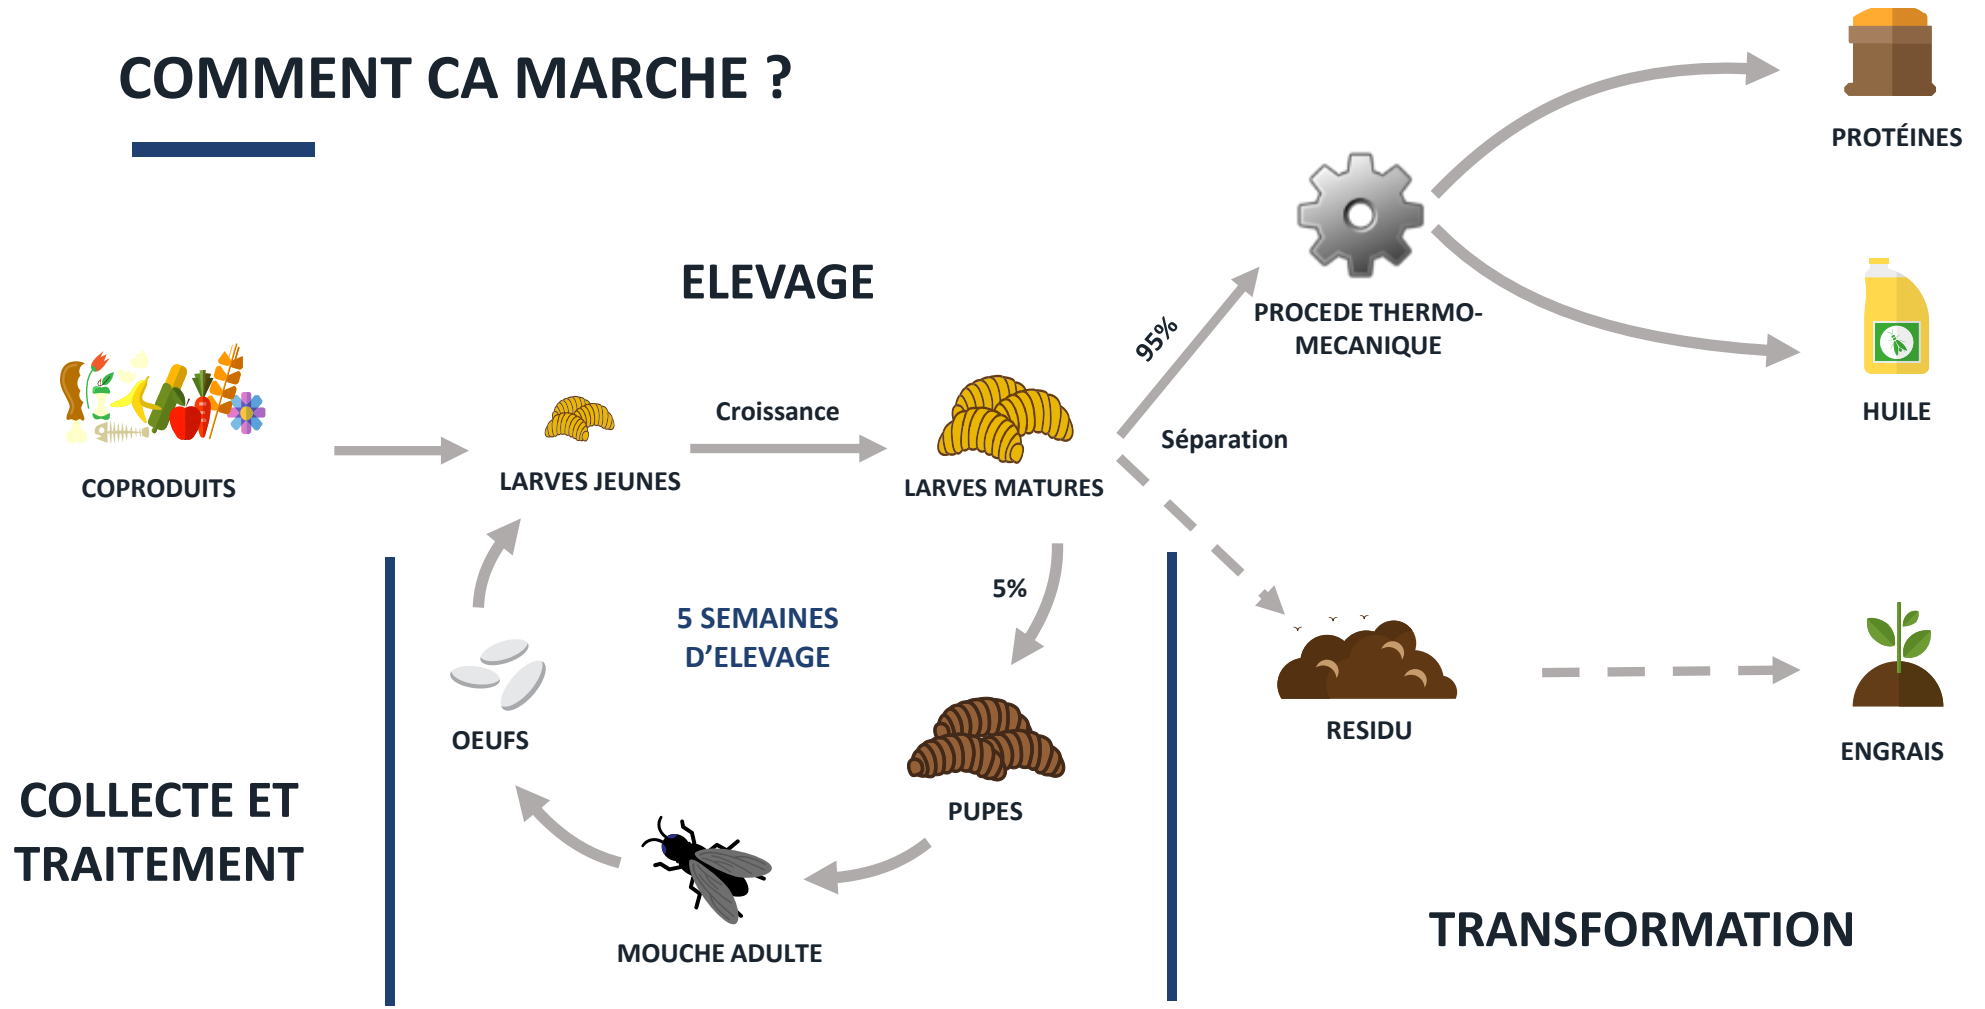 COMMENT CA MARCHE ?
PROTÉINES
ELEVAGE
95%
PROCEDE THERMO-
MECANIQUE
HUILE
Croissance
Séparation
COPRODUITS
LARVES JEUNES
LARVES MATURES
5%
5 SEMAINES
D’ELEVAGE
OEUFS
RESIDU
ENGRAIS
PUPES
COLLECTE ET
TRAITEMENT
MOUCHE ADULTE
TRANSFORMATION